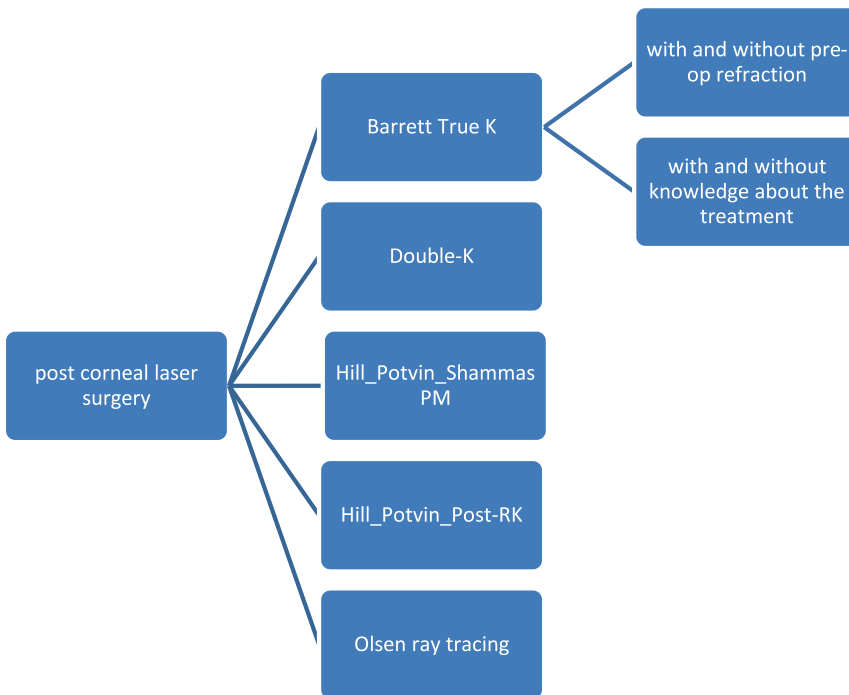 post corneal laser
surgery
Barrett True K
with and without pre-
op refraction
with and without
knowledge about the
treatment
Double-K
Hill_Potvin_Shammas
PM
Hill_Potvin_Post-RK
Olsen ray tracing